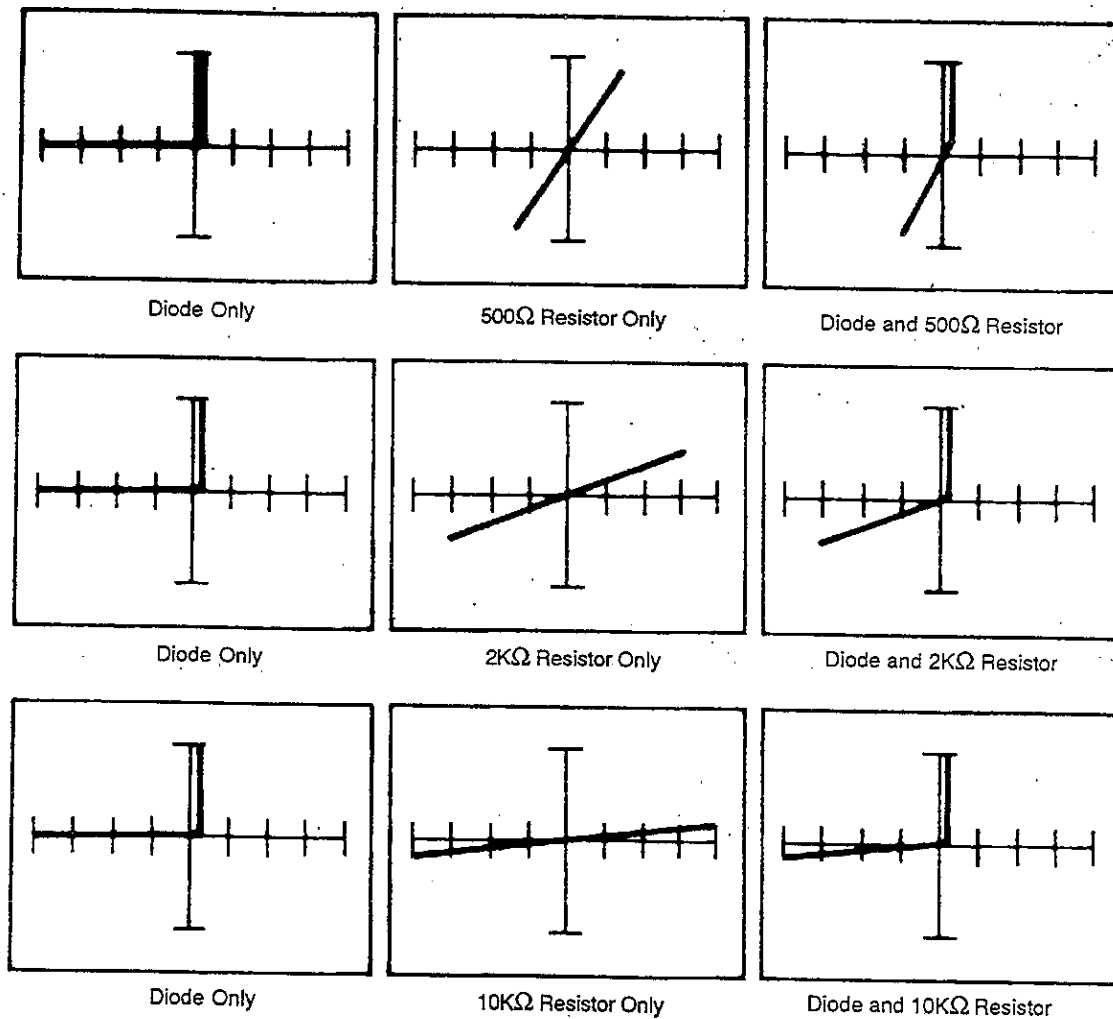 Diode Only
500Ω Resistor Only
Diode and 500Ω Resistor
Diode Only
2KΩ Resistor Only
Diode and 2KΩ Resistor
Diode Only
10KΩ Resistor Only
Diode and 10KΩ Resistor